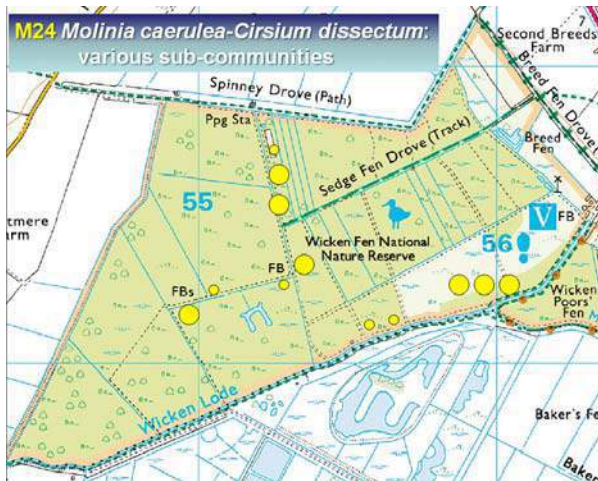 M24 Molinia caerulea-Cirsium dissectum:
various sub-communities
7
Second Breeds
Farm
Spinney Drove (Path)
Breed Fen Drove
Ppg Sta
Sedge Fen Drove (Track)
Breed
Fen
55
V
FB
Wicken Fen National
Nature Reserve
56
FB
FBs
Wicken
Poors'
Fen
Wicken Lode
Baker's Fe
tmere
arm